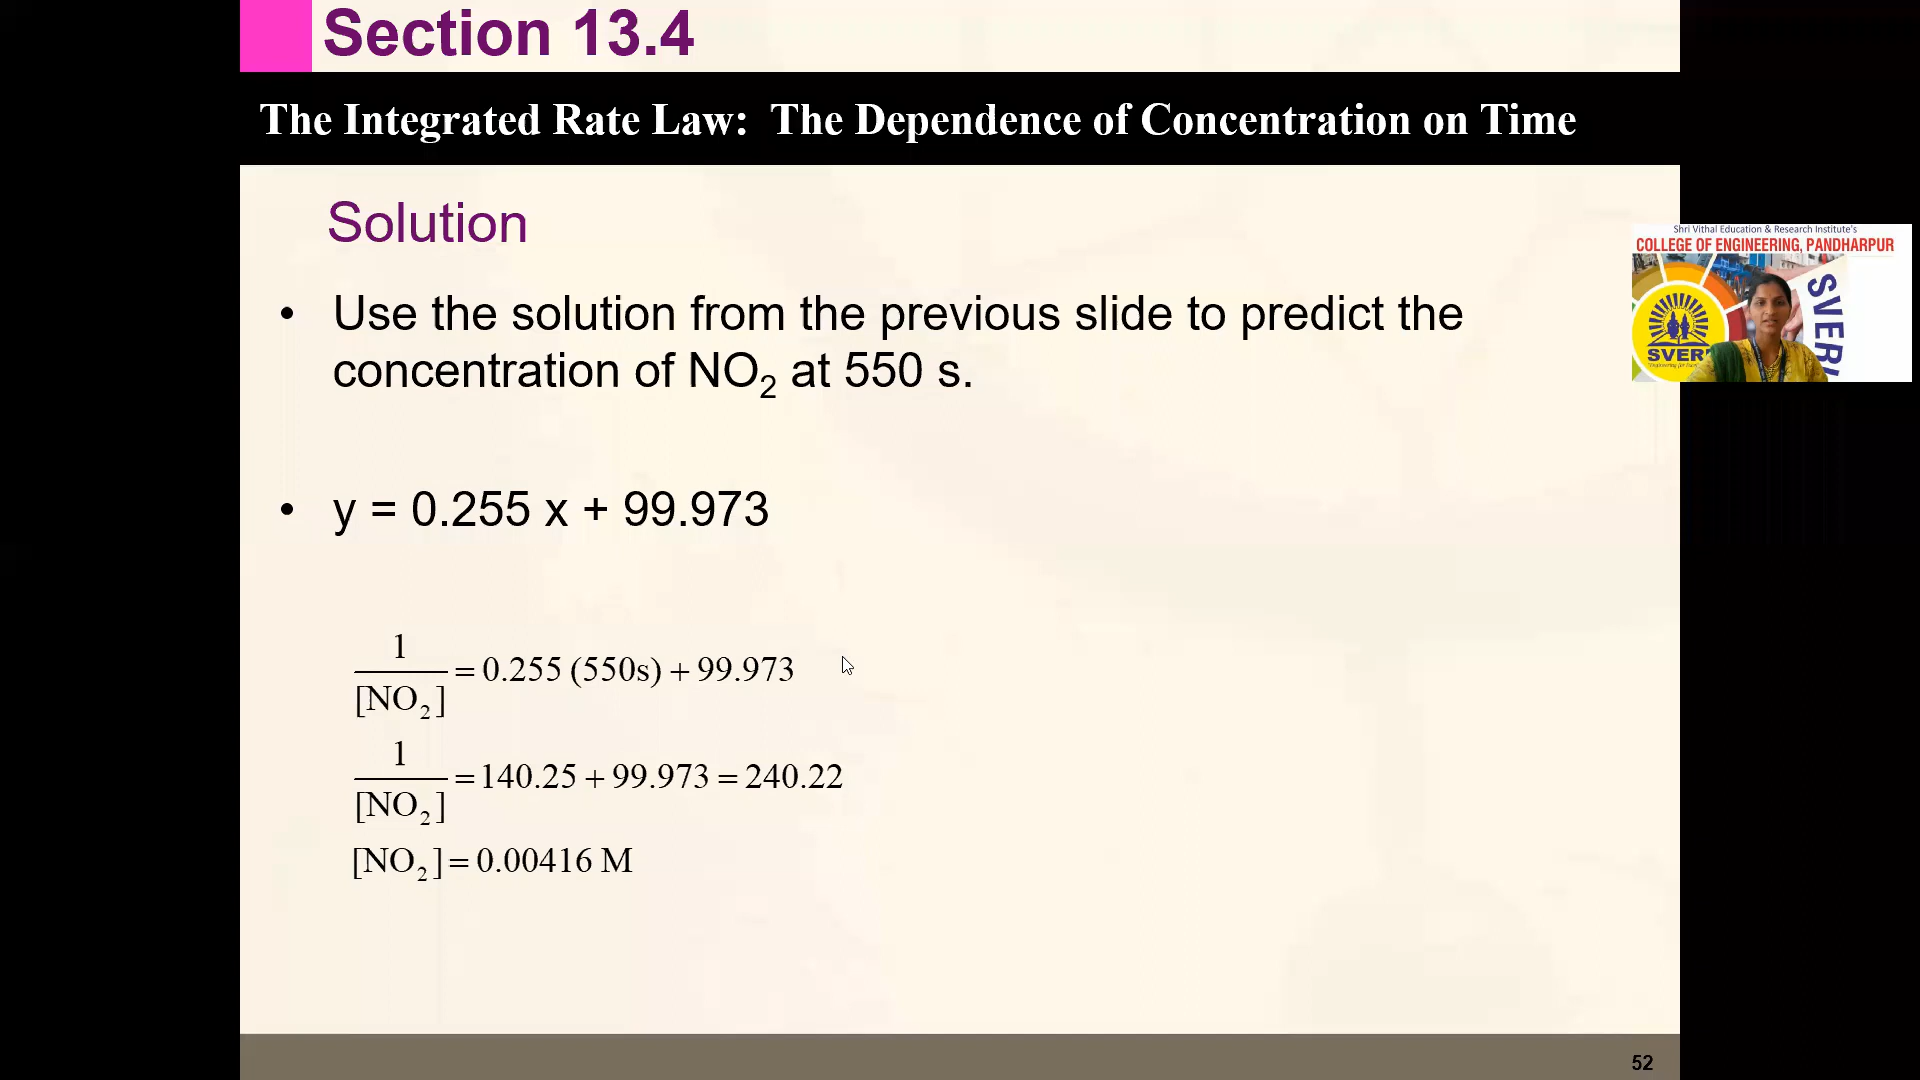 Section 13.4
The Integrated Rate Law: The Dependence of Concentration on Time
Solution
• Use the solution from the previous slide to predict the
concentration of NO₂ at 550 s.
• y = 0.255 x + 99.973
1/[NO₂] = 0.255 (550s) + 99.973
1/[NO₂] = 140.25 + 99.973 = 240.22
[NO₂] = 0.00416 M
52
Shri Vithal Education & Research Institute's
COLLEGE OF ENGINEERING, PANDHARPUR
SVERI
SVERI